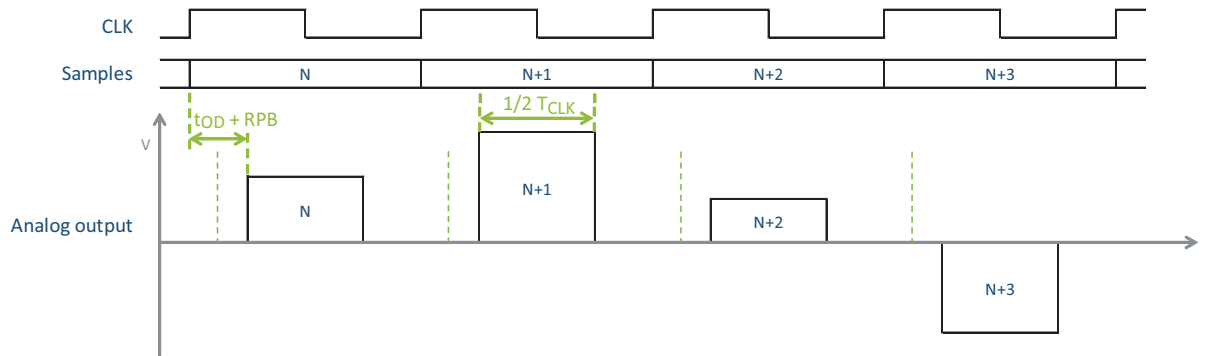 CLK
Samples N N+1 N+2 N+3
1/2 TCLK
tOD + RPB
V
N+1
N N+2
Analog output
N+3